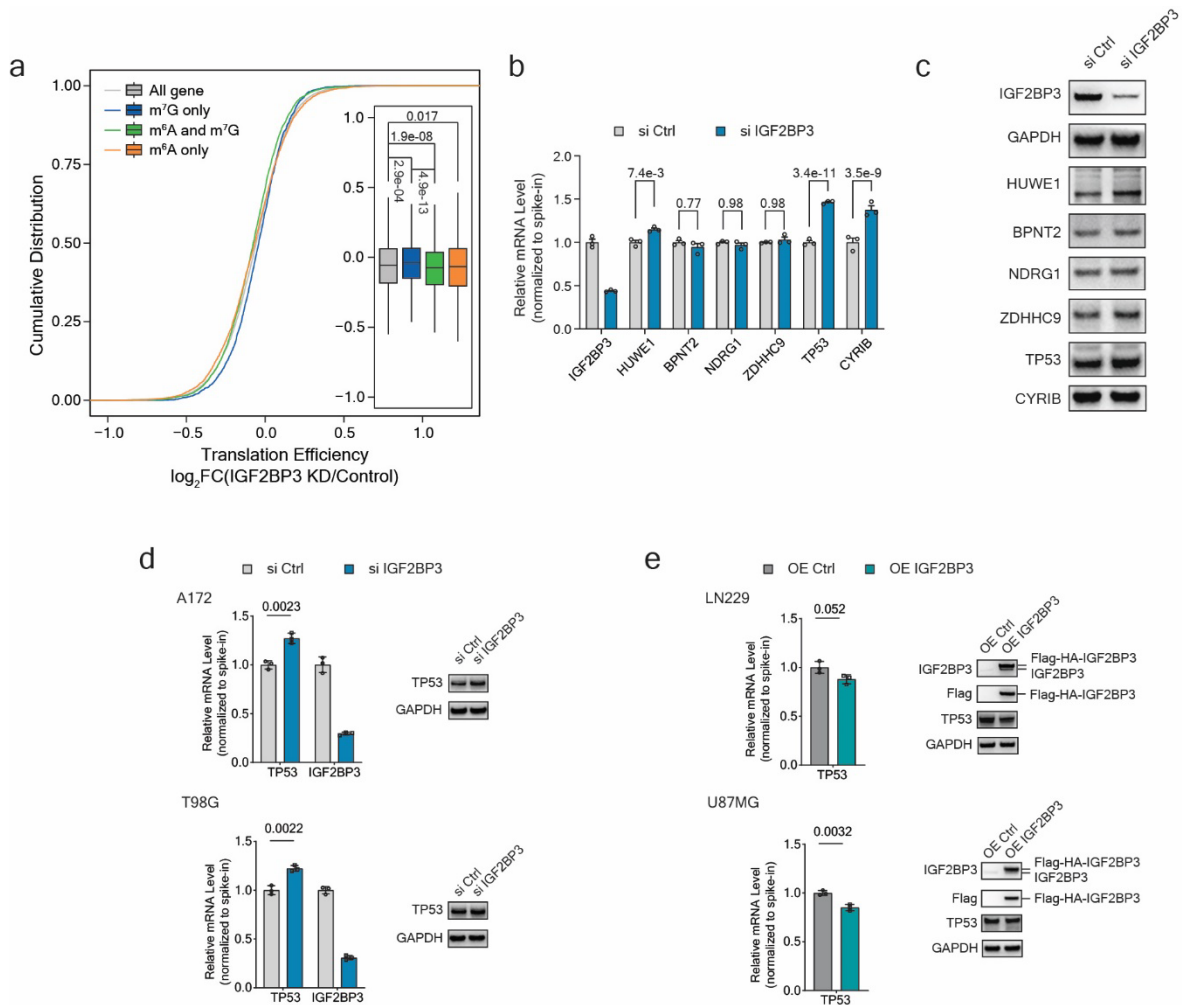 a
All gene
m⁷G only
m⁶A and m⁷G
m⁶A only
Cumulative Distribution
1.00
0.75
0.50
0.25
0.00
−1.0
−0.5
0.0
0.5
1.0
Translation Efficiency
log₂FC(IGF2BP3 KD/Control)
1.0
0.5
−0.0
−0.5
−1.0
0.017
1.9e-08
2.9e-04
4.9e-13
b
si Ctrl
si IGF2BP3
Relative mRNA Level
(normalized to spike-in)
2.0
1.5
1.0
0.5
0.0
7.4e-3
0.77
0.98
0.98
3.4e-11
3.5e-9
IGF2BP3
HUWE1
BPNT2
NDRG1
ZDHHC9
TP53
CYRIB
c
si Ctrl
si IGF2BP3
IGF2BP3
GAPDH
HUWE1
BPNT2
NDRG1
ZDHHC9
TP53
CYRIB
d
si Ctrl
si IGF2BP3
A172
Relative mRNA Level
(normalized to spike-in)
1.5
1.0
0.5
0.0
0.0023
TP53
IGF2BP3
si Ctrl
si IGF2BP3
TP53
GAPDH
T98G
Relative mRNA Level
(normalized to spike-in)
1.5
1.0
0.5
0.0
0.0022
TP53
IGF2BP3
si Ctrl
si IGF2BP3
TP53
GAPDH
e
OE Ctrl
OE IGF2BP3
LN229
Relative mRNA Level
(normalized to spike-in)
1.5
1.0
0.5
0.0
0.052
TP53
OE Ctrl
OE IGF2BP3
IGF2BP3
Flag-HA-IGF2BP3
IGF2BP3
Flag
Flag-HA-IGF2BP3
TP53
GAPDH
U87MG
Relative mRNA Level
(normalized to spike-in)
1.5
1.0
0.5
0.0
0.0032
TP53
OE Ctrl
OE IGF2BP3
IGF2BP3
Flag-HA-IGF2BP3
IGF2BP3
Flag
Flag-HA-IGF2BP3
TP53
GAPDH